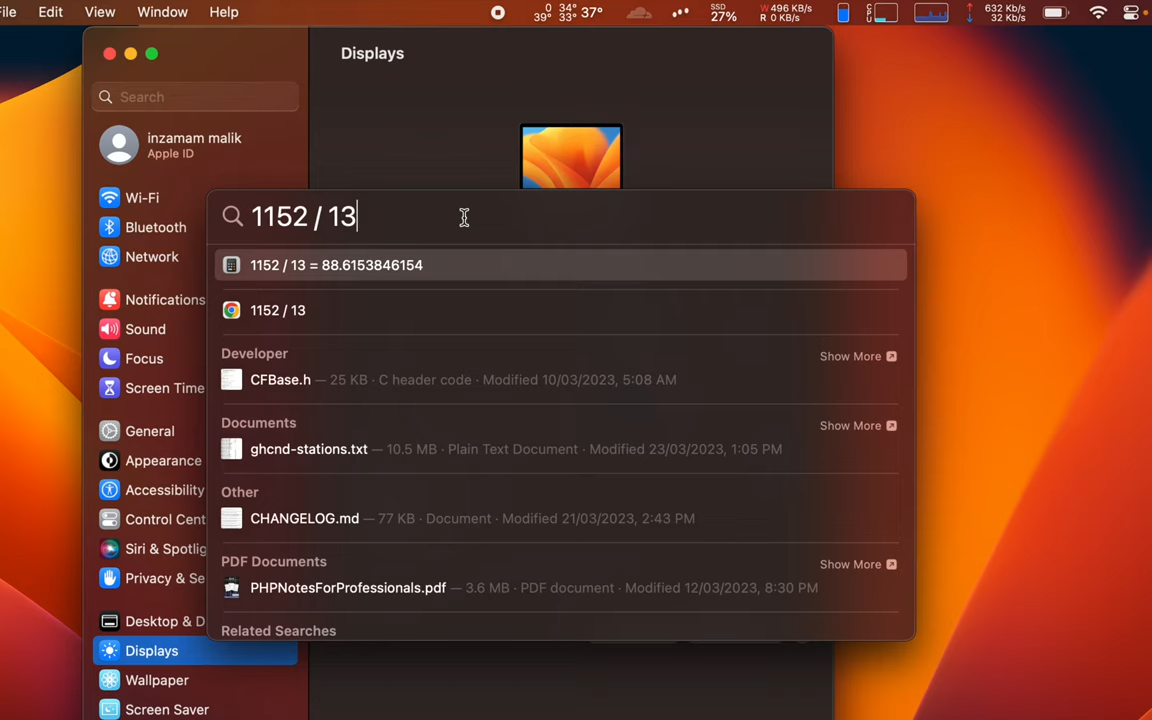 ile Edit View Window Help
0 39° 34° 33° 37° SSD 27% W 496 KB/s R 0 KB/s CPU 632 Kb/s 32 Kb/s
Displays
Search
inzamam malik
Apple ID
Wi-Fi
Bluetooth
Network
Notifications
Sound
Focus
Screen Time
General
Appearance
Accessibility
Control Cent
Siri & Spotlig
Privacy & Se
Desktop & D
Displays
Wallpaper
Screen Saver
1152 / 13
1152 / 13 = 88.6153846154
1152 / 13
Developer Show More
CFBase.h — 25 KB · C header code · Modified 10/03/2023, 5:08 AM
Documents Show More
ghcnd-stations.txt — 10.5 MB · Plain Text Document · Modified 23/03/2023, 1:05 PM
Other
CHANGELOG.md — 77 KB · Document · Modified 21/03/2023, 2:43 PM
PDF Documents Show More
PHPNotesForProfessionals.pdf — 3.6 MB · PDF document · Modified 12/03/2023, 8:30 PM
Related Searches